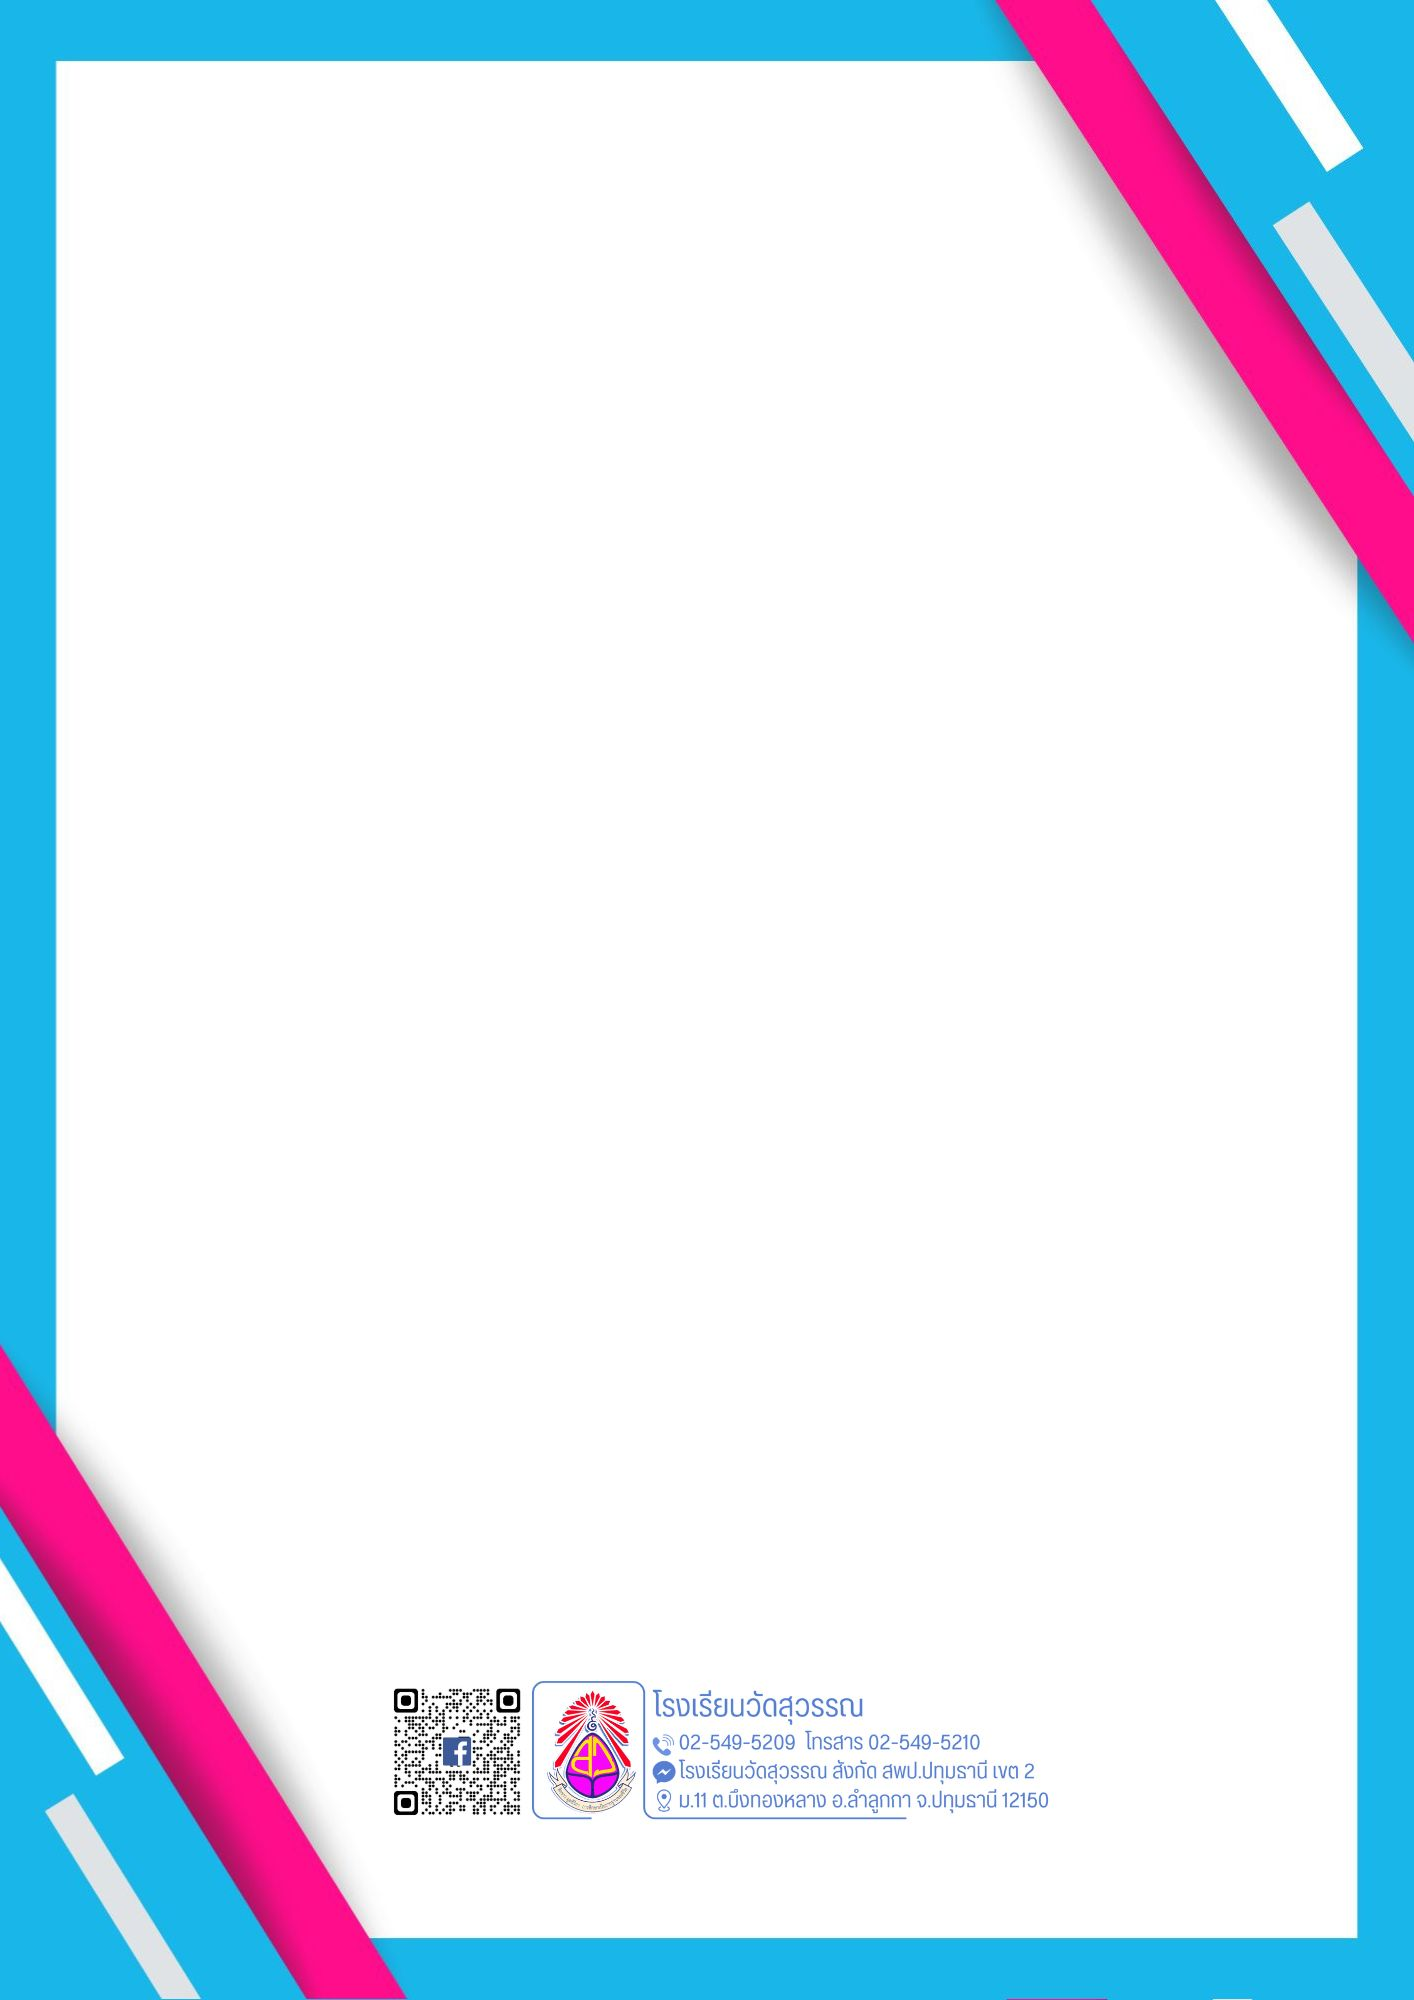 โรงเรียนวัดสุวรรณ
02-549-5209 โทรสาร 02-549-5210
โรงเรียนวัดสุวรรณ สังกัด สพป.ปทุมธานี เขต 2
ม.11 ต.บึงทองหลาง อ.ลำลูกกา จ.ปทุมธานี 12150